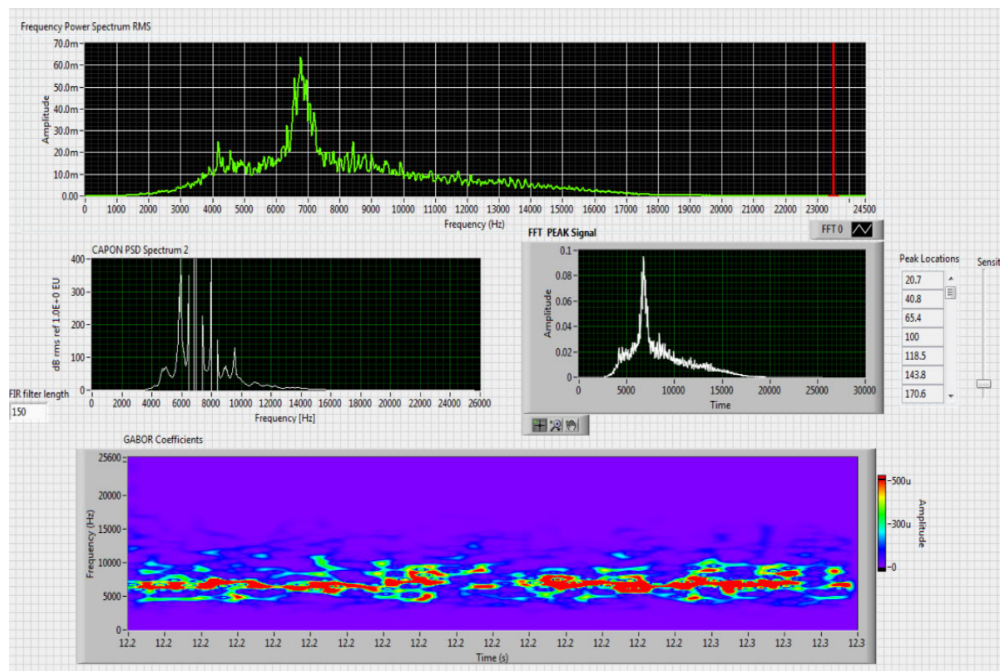 Frequency Power Spectrum RMS
70.0m
60.0m
50.0m
40.0m
30.0m
20.0m
10.0m
0.00
Amplitude
0 1000 2000 3000 4000 5000 6000 7000 8000 9000 10000 11000 12000 13000 14000 15000 16000 17000 18000 19000 20000 21000 22000 23000 24500
Frequency (Hz)
FFT 0
CAPON PSD Spectrum 2
400
300
200
100
0
dB rms ref 1.0E+0 EU
0 2000 4000 6000 8000 10000 12000 14000 16000 18000 20000 22000 24000 26000
Frequency [Hz]
FIR filter length
150
FFT PEAK Signal
0.1
0.08
0.06
0.04
0.02
0
Amplitude
0 5000 10000 15000 20000 25000 30000
Time
Peak Locations
20.7
40.8
65.4
100
118.5
143.8
170.6
Sensit
GABOR Coefficients
25600
20000
15000
10000
5000
0
Frequency (Hz)
12.2 12.2 12.2 12.2 12.2 12.2 12.2 12.2 12.2 12.2 12.2 12.2 12.2 12.3 12.3 12.3 12.3 12.3 12.3 12.3 12.3
Time (s)
500u
300u
0
Amplitude